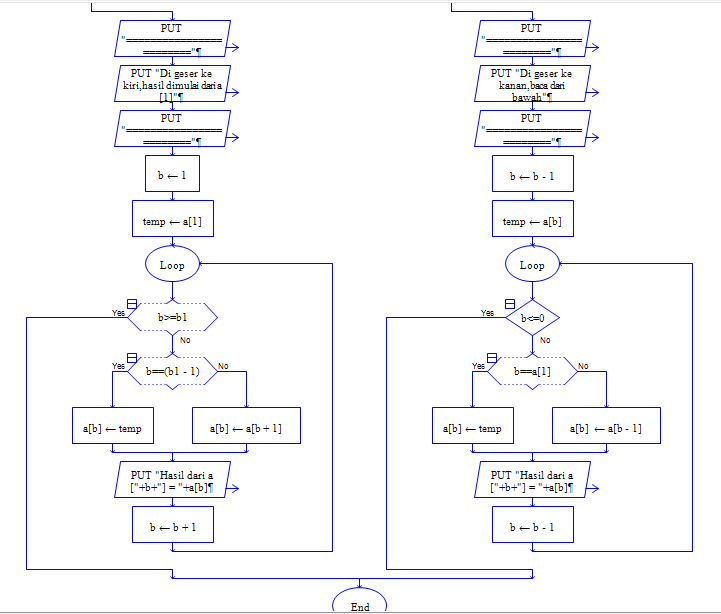 PUT
"================
========"¶
PUT "Di geser ke
kiri,hasil dimulai daria
[1]"¶
PUT
"================
========"¶
b ← 1
temp ← a[1]
Loop
b>=b1
Yes
No
b==(b1 - 1)
Yes
No
a[b] ← temp
a[b] ← a[b + 1]
PUT "Hasil dari a
["+b+"] = "+a[b]¶
b ← b + 1
PUT
"================
========"¶
PUT "Di geser ke
kanan,baca dari
bawah"¶
PUT
"================
========"¶
b ← b - 1
temp ← a[b]
Loop
b<=0
Yes
No
b==a[1]
Yes
No
a[b] ← temp
a[b] ← a[b - 1]
PUT "Hasil dari a
["+b+"] = "+a[b]¶
b ← b - 1
End